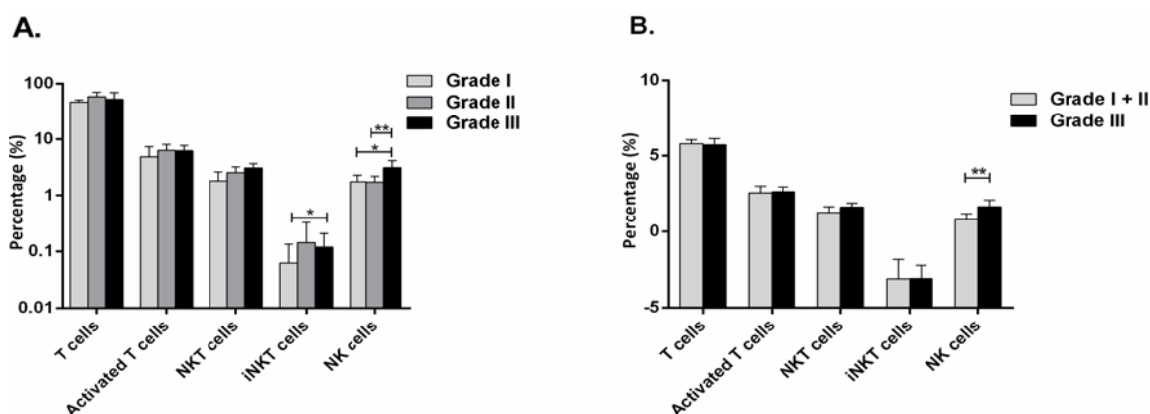 A.
Percentage (%)
100
10
1
0.1
0.01
Grade I
Grade II
Grade III
**
*
*
T cells
Activated T cells
NKT cells
iNKT cells
NK cells
B.
Percentage (%)
10
5
0
-5
Grade I + II
Grade III
**
T cells
Activated T cells
NKT cells
iNKT cells
NK cells